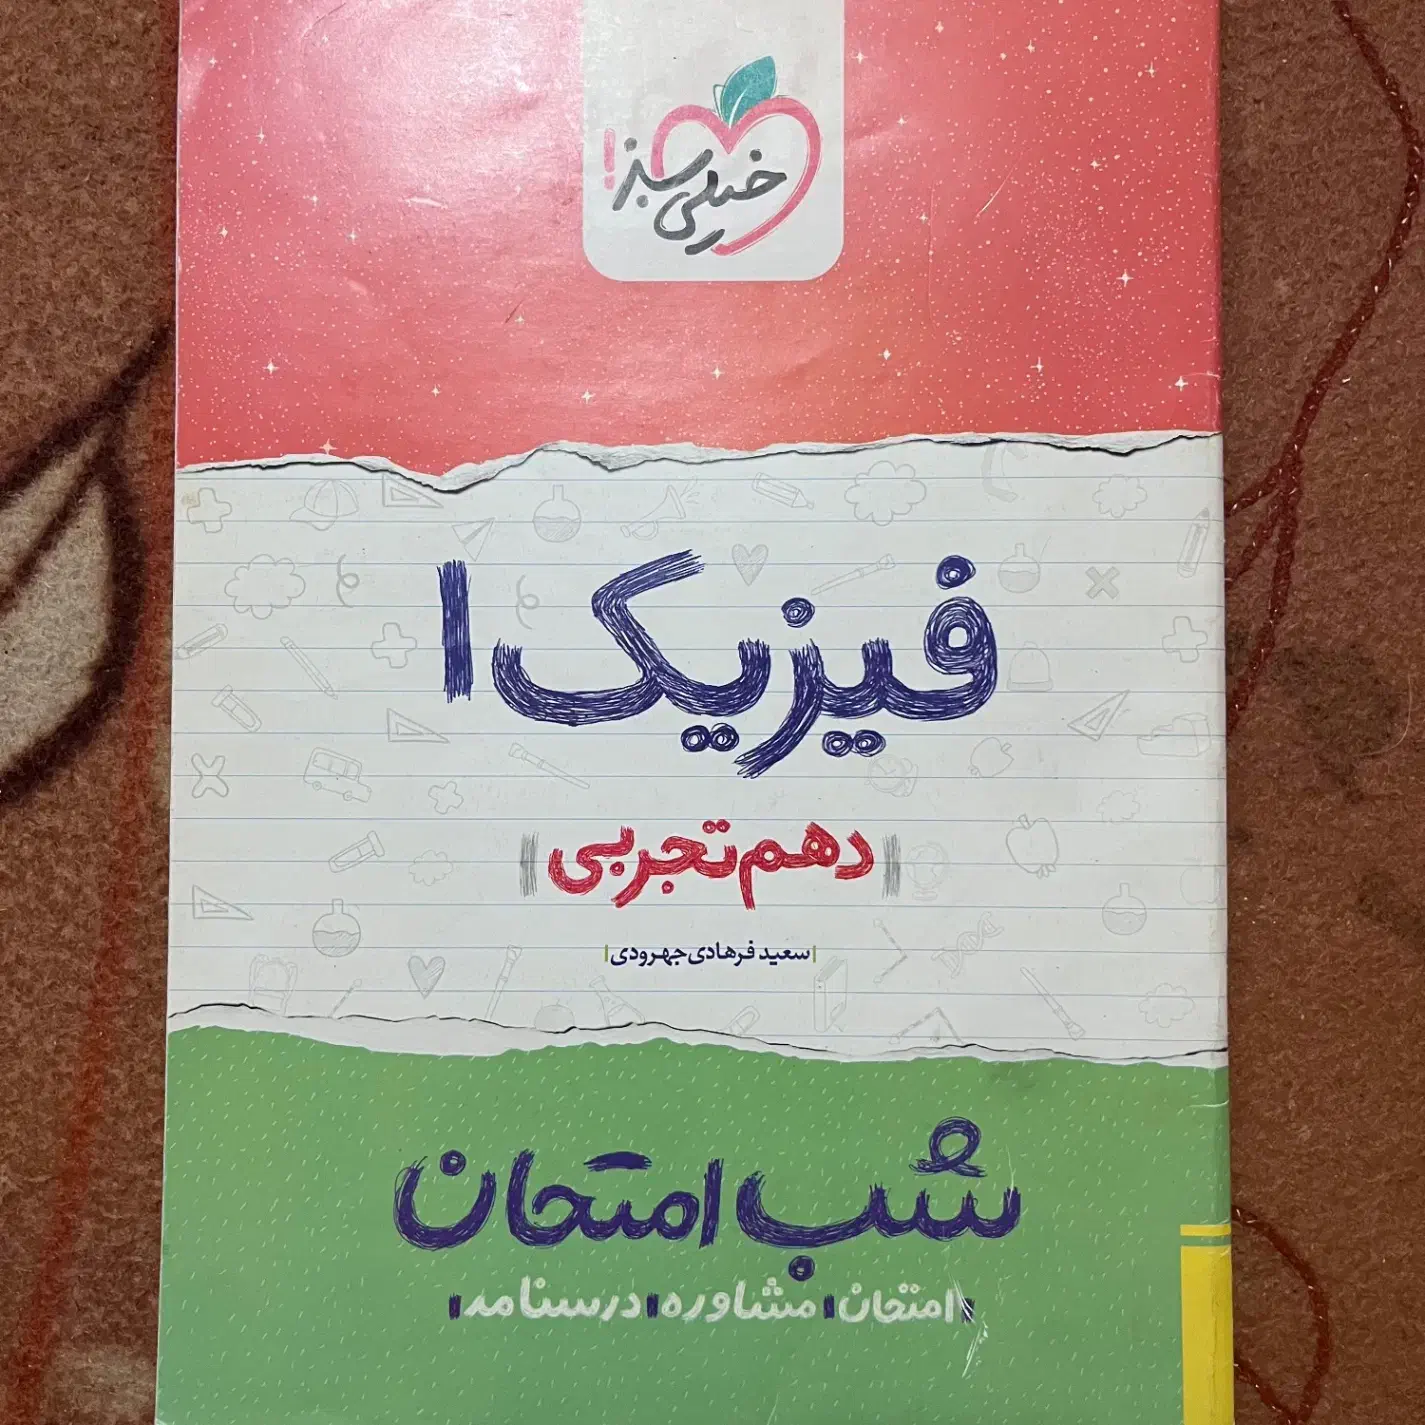 خیلی سبز!
فیزیک ۱
دهم تجربی
سعید فرهادی جهرودی
شب امتحان
امتحان مشاوره درسنامه